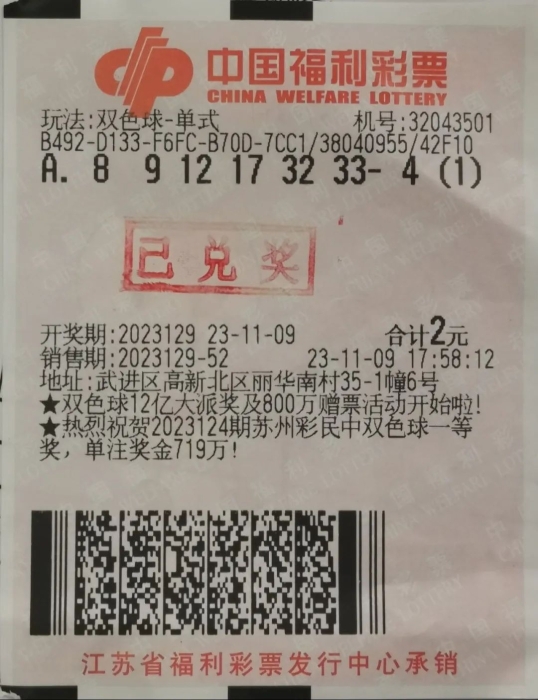 中国福利彩票
CHINA WELFARE LOTTERY
玩法:双色球-单式 机号:32043501
B492-D133-F6FC-B70D-7CC1/38040955/42F10
A. 8 9 12 17 32 33- 4 (1)
已兑奖
开奖期:2023129 23-11-09 合计2元
销售期:2023129-52 23-11-09 17:58:12
地址:武进区高新北区丽华南村35-1幢6号
★双色球12亿大派奖及800万赠票活动开始啦!
★热烈祝贺2023124期苏州彩民中双色球一等
奖，单注奖金719万!
江苏省福利彩票发行中心承销